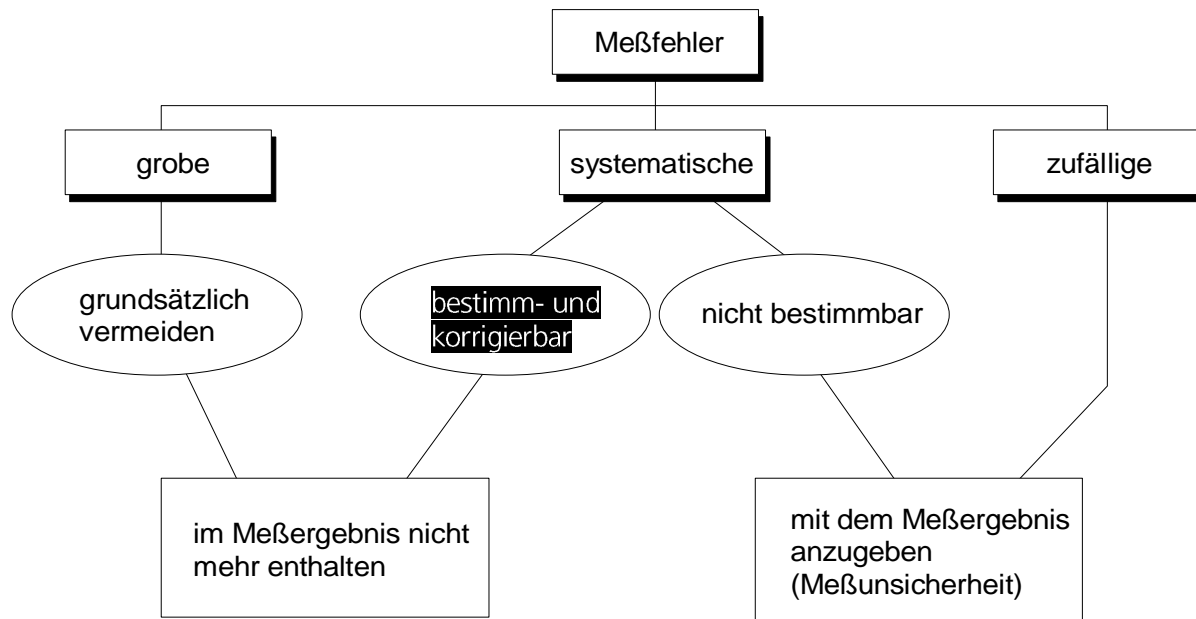 Meßfehler
grobe
systematische
zufällige
grundsätzlich
vermeiden
bestimm- und
korrigierbar
nicht bestimmbar
im Meßergebnis nicht
mehr enthalten
mit dem Meßergebnis
anzugeben
(Meßunsicherheit)